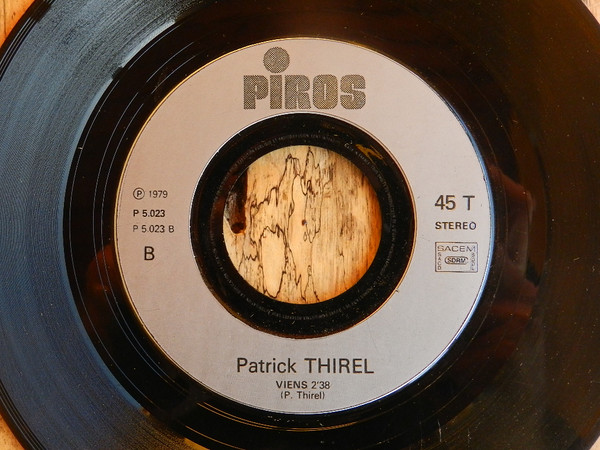 PIROS
℗ 1979
P 5.023
P 5.023 B
B
45 T
STEREO
SACEM
SDRM
Patrick THIREL
VIENS 2'38
(P. Thirel)